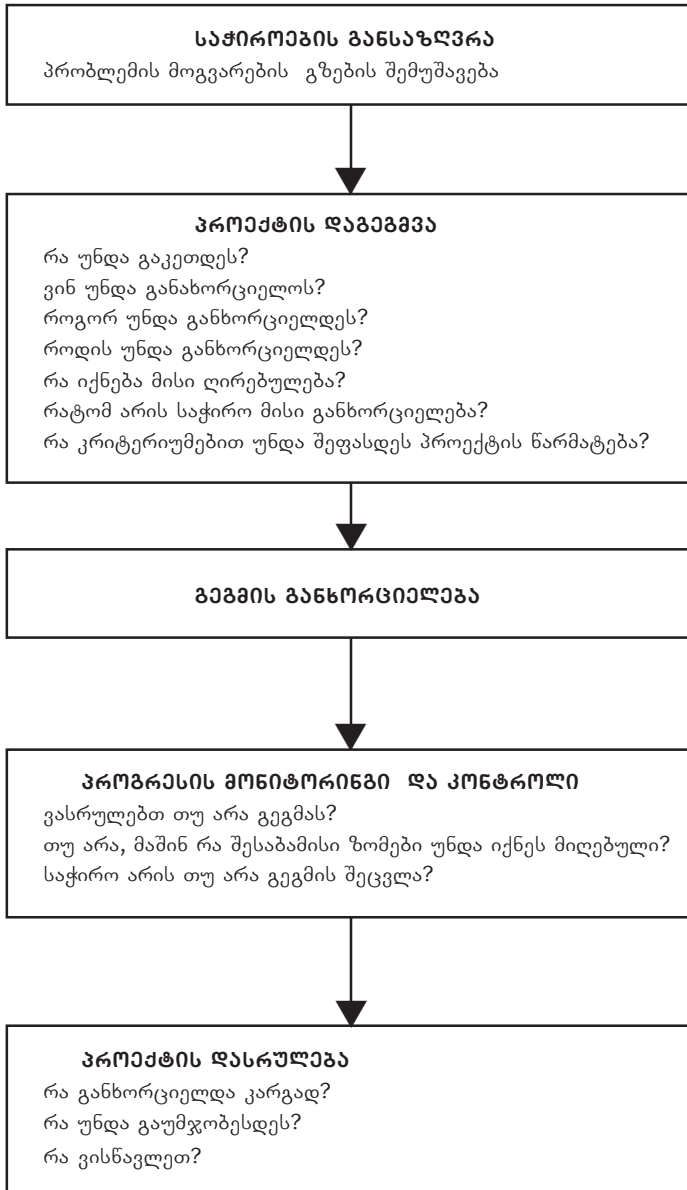 საჭიროების განსაზღვრა
პრობლემის მოგვარების გზების შემუშავება
პროექტის დაგეგმვა
რა უნდა გაკეთდეს?
ვინ უნდა განახორციელოს?
როგორ უნდა განხორციელდეს?
როდის უნდა განხორციელდეს?
რა იქნება მისი ღირებულება?
რატომ არის საჭირო მისი განხორციელება?
რა კრიტერიუმებით უნდა შეფასდეს პროექტის წარმატება?
გეგმის განხორციელება
პროგრესის მონიტორინგი და კონტროლი
ვასრულებთ თუ არა გეგმას?
თუ არა, მაშინ რა შესაბამისი ზომები უნდა იქნეს მიღებული?
საჭირო არის თუ არა გეგმის შეცვლა?
პროექტის დასრულება
რა განხორციელდა კარგად?
რა უნდა გაუმჯობესდეს?
რა ვისწავლეთ?